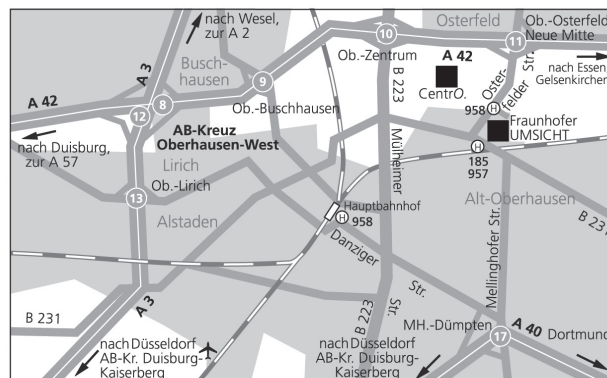 nach Wesel,
zur A 2
A 3
Osterfeld
Ob.-Osterfeld
Neue Mitte
10
11
Ob.-Zentrum
A 42
B 223
CentrO.
Oster-
felder Str.
nach Essen,
Gelsenkirchen
Busch-
hausen
9
Ob.-Buschhausen
A 42
12
8
AB-Kreuz
Oberhausen-West
958 H
Fraunhofer
UMSICHT
H
185
957
nach Duisburg,
zur A 57
Mülheimer
Lirich
Ob.-Lirich
13
Alstaden
Hauptbahnhof
H 958
Alt-Oberhausen
B 231
Danziger
Str.
Mellinghofer Str.
B 231
A 3
B 223
Str.
MH.-Dümpten
17
A 40
Dortmund
nach Düsseldorf
AB-Kr. Duisburg-
Kaiserberg
nach Düsseldorf
AB-Kr. Duisburg-
Kaiserberg